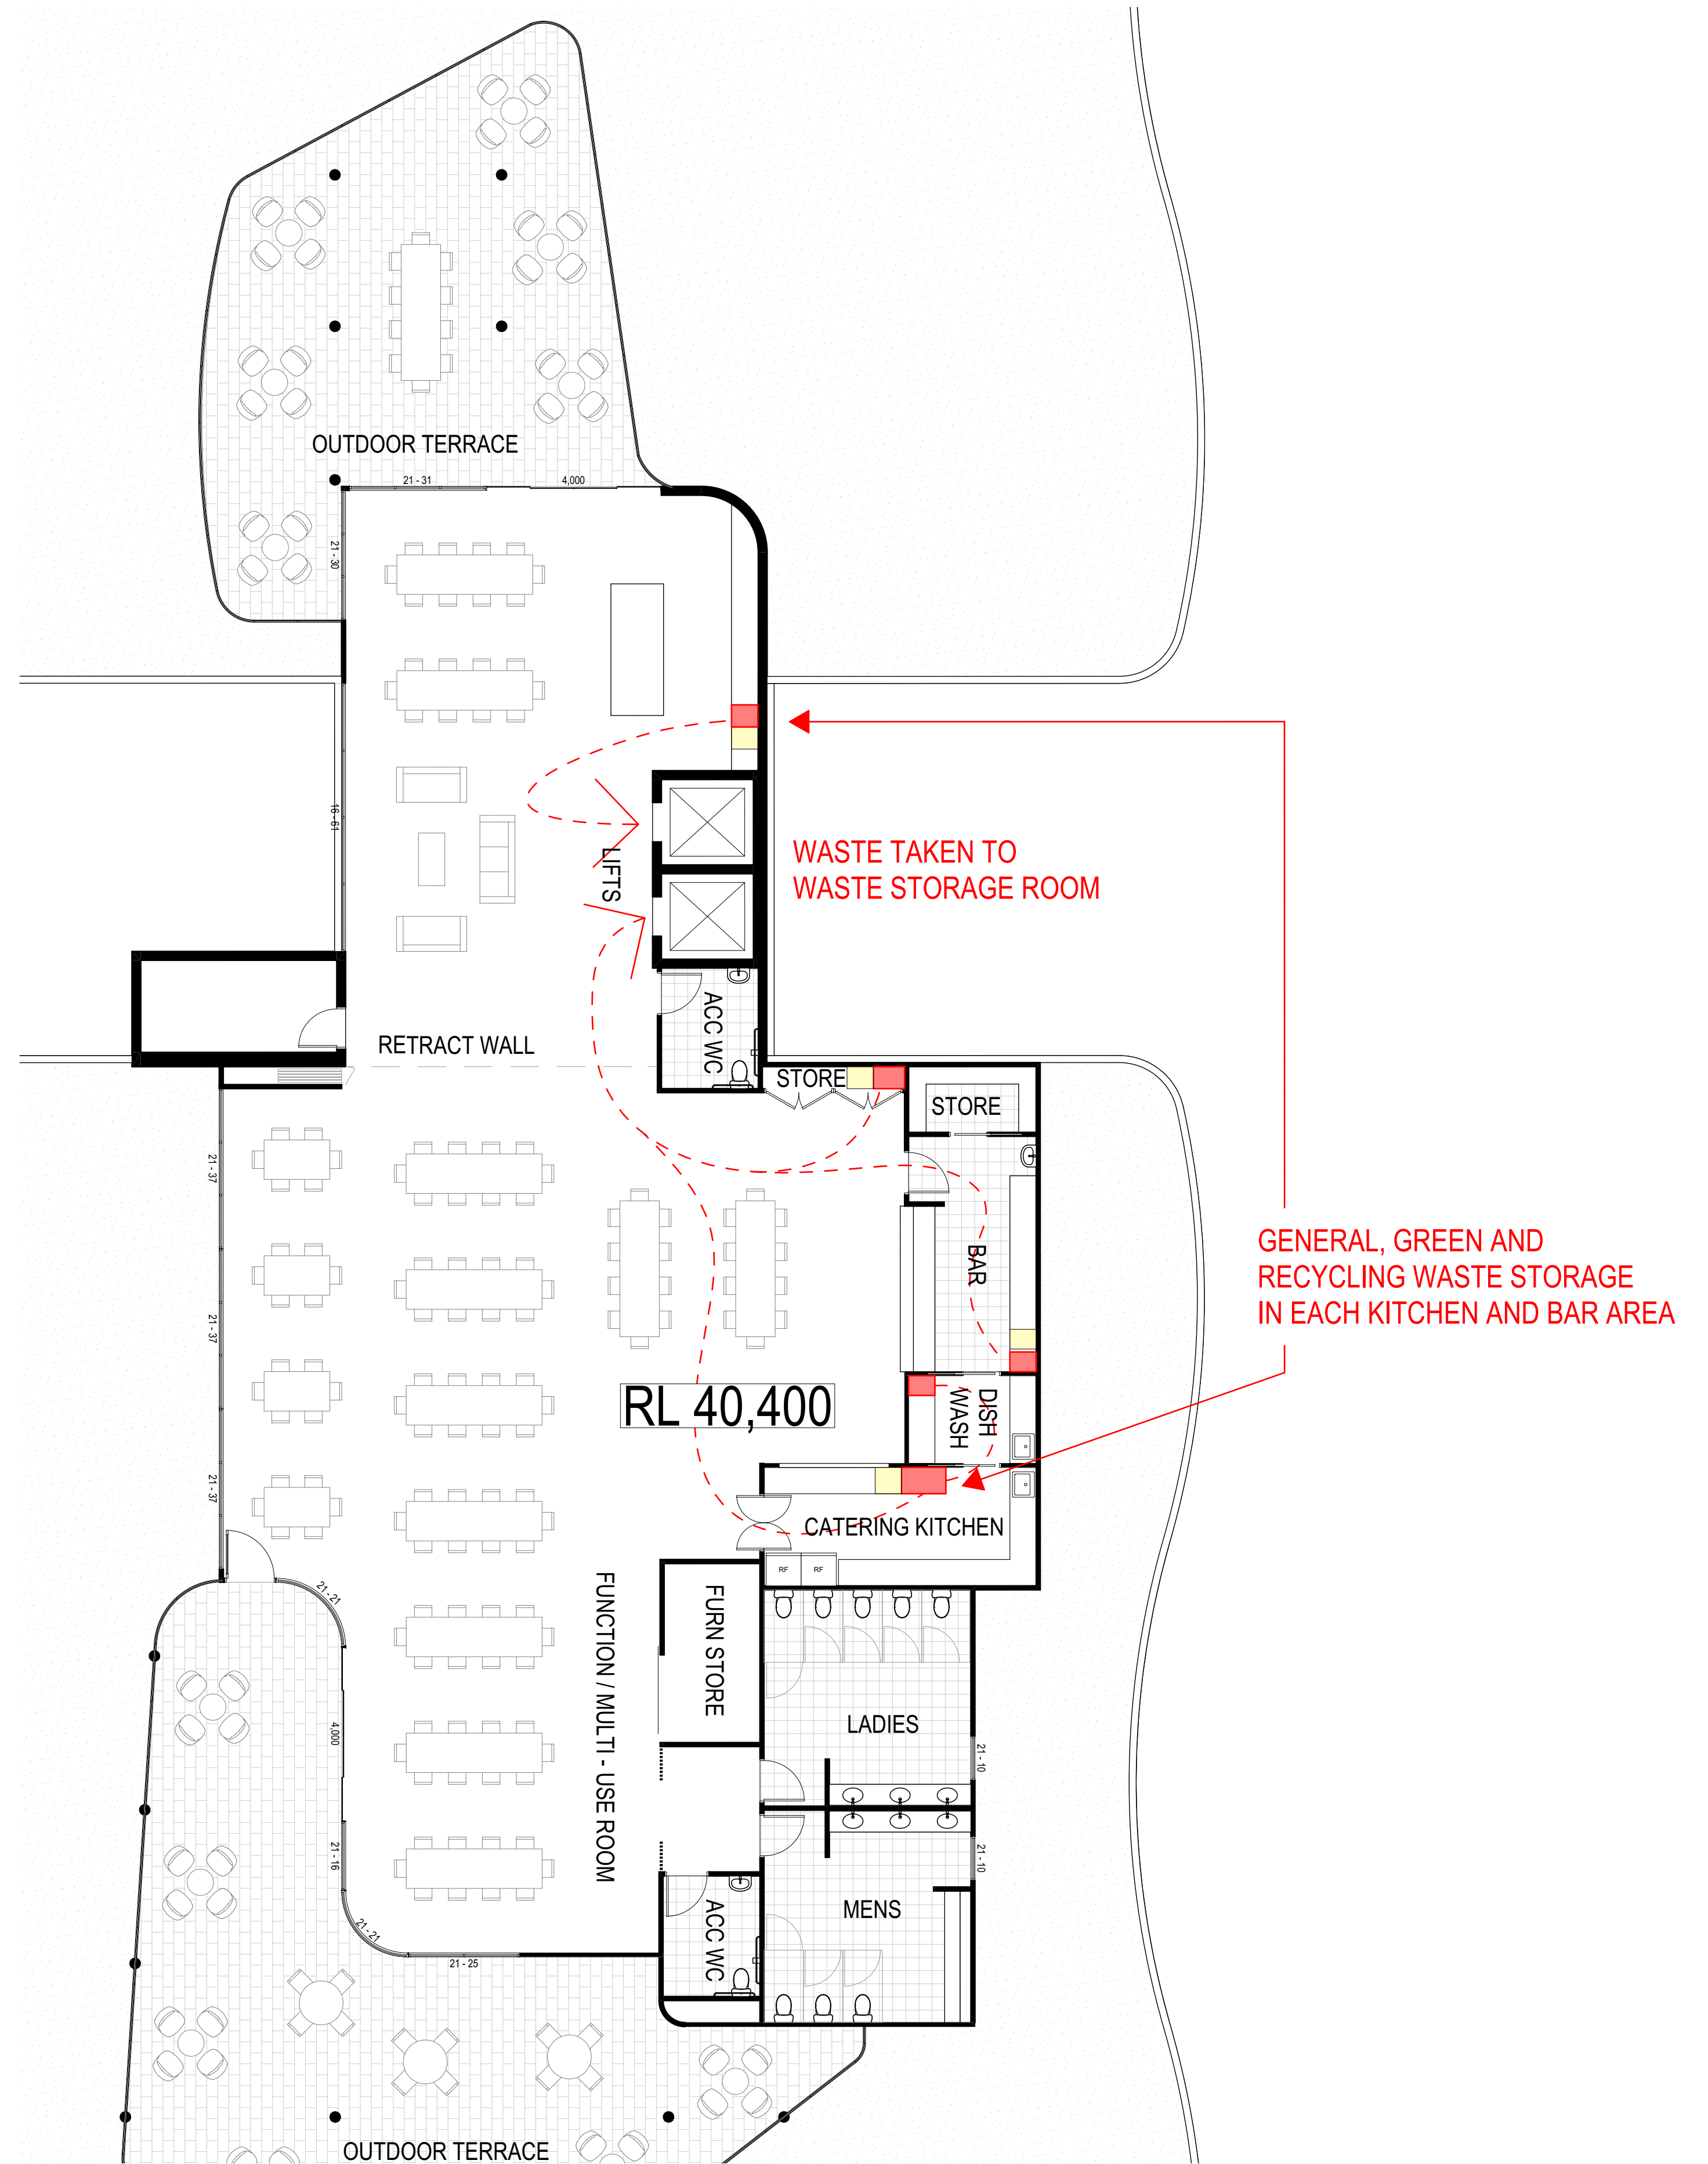 OUTDOOR TERRACE
21 - 31
4,000
21 - 30
16 - 61
LIFTS
WASTE TAKEN TO
WASTE STORAGE ROOM
ACC WC
RETRACT WALL
STORE
STORE
21 - 37
BAR
GENERAL, GREEN AND
RECYCLING WASTE STORAGE
IN EACH KITCHEN AND BAR AREA
21 - 37
RL 40,400
DISH
WASH
21 - 37
CATERING KITCHEN
RF
RF
21 - 21
FURN STORE
FUNCTION / MULTI - USE ROOM
LADIES
4,000
21 - 10
21 - 16
21 - 10
MENS
21 - 21
ACC WC
21 - 25
OUTDOOR TERRACE